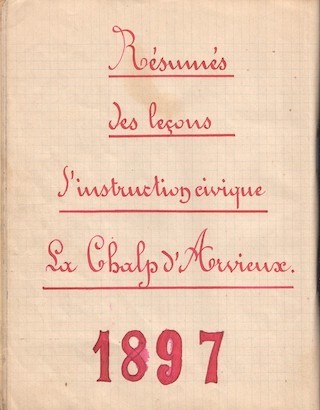 Résumés
des leçons
d'instruction civique
La Chalp d'Arvieux.
1897